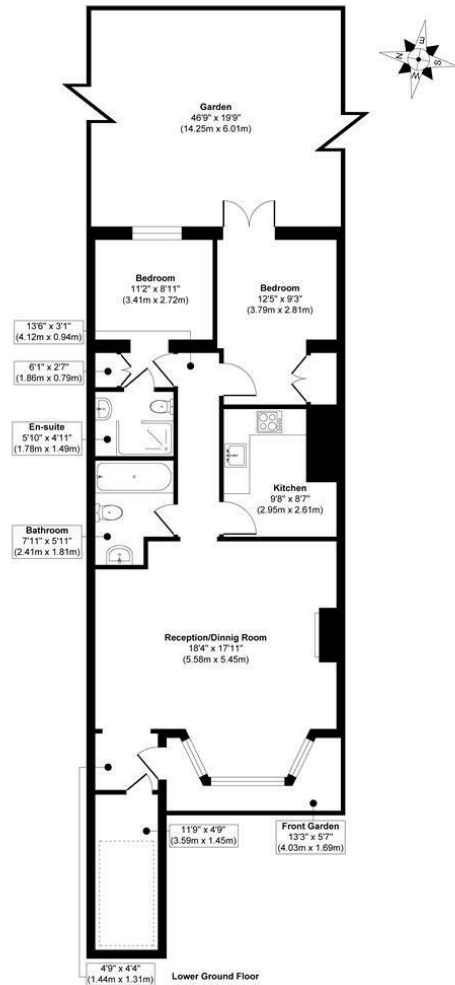 E
N
S
W
Garden
46'9" x 19'9"
(14.25m x 6.01m)
Bedroom
11'2" x 8'11"
(3.41m x 2.72m)
Bedroom
12'5" x 9'3"
(3.79m x 2.81m)
13'6" x 3'1"
(4.12m x 0.94m)
6'1" x 2'7"
(1.86m x 0.79m)
En-suite
5'10" x 4'11"
(1.78m x 1.49m)
Kitchen
9'8" x 8'7"
(2.95m x 2.61m)
Bathroom
7'11" x 5'11"
(2.41m x 1.81m)
Reception/Dinnig Room
18'4" x 17'11"
(5.58m x 5.45m)
11'9" x 4'9"
(3.59m x 1.45m)
Front Garden
13'3" x 5'7"
(4.03m x 1.69m)
4'9" x 4'4"
(1.44m x 1.31m)
Lower Ground Floor